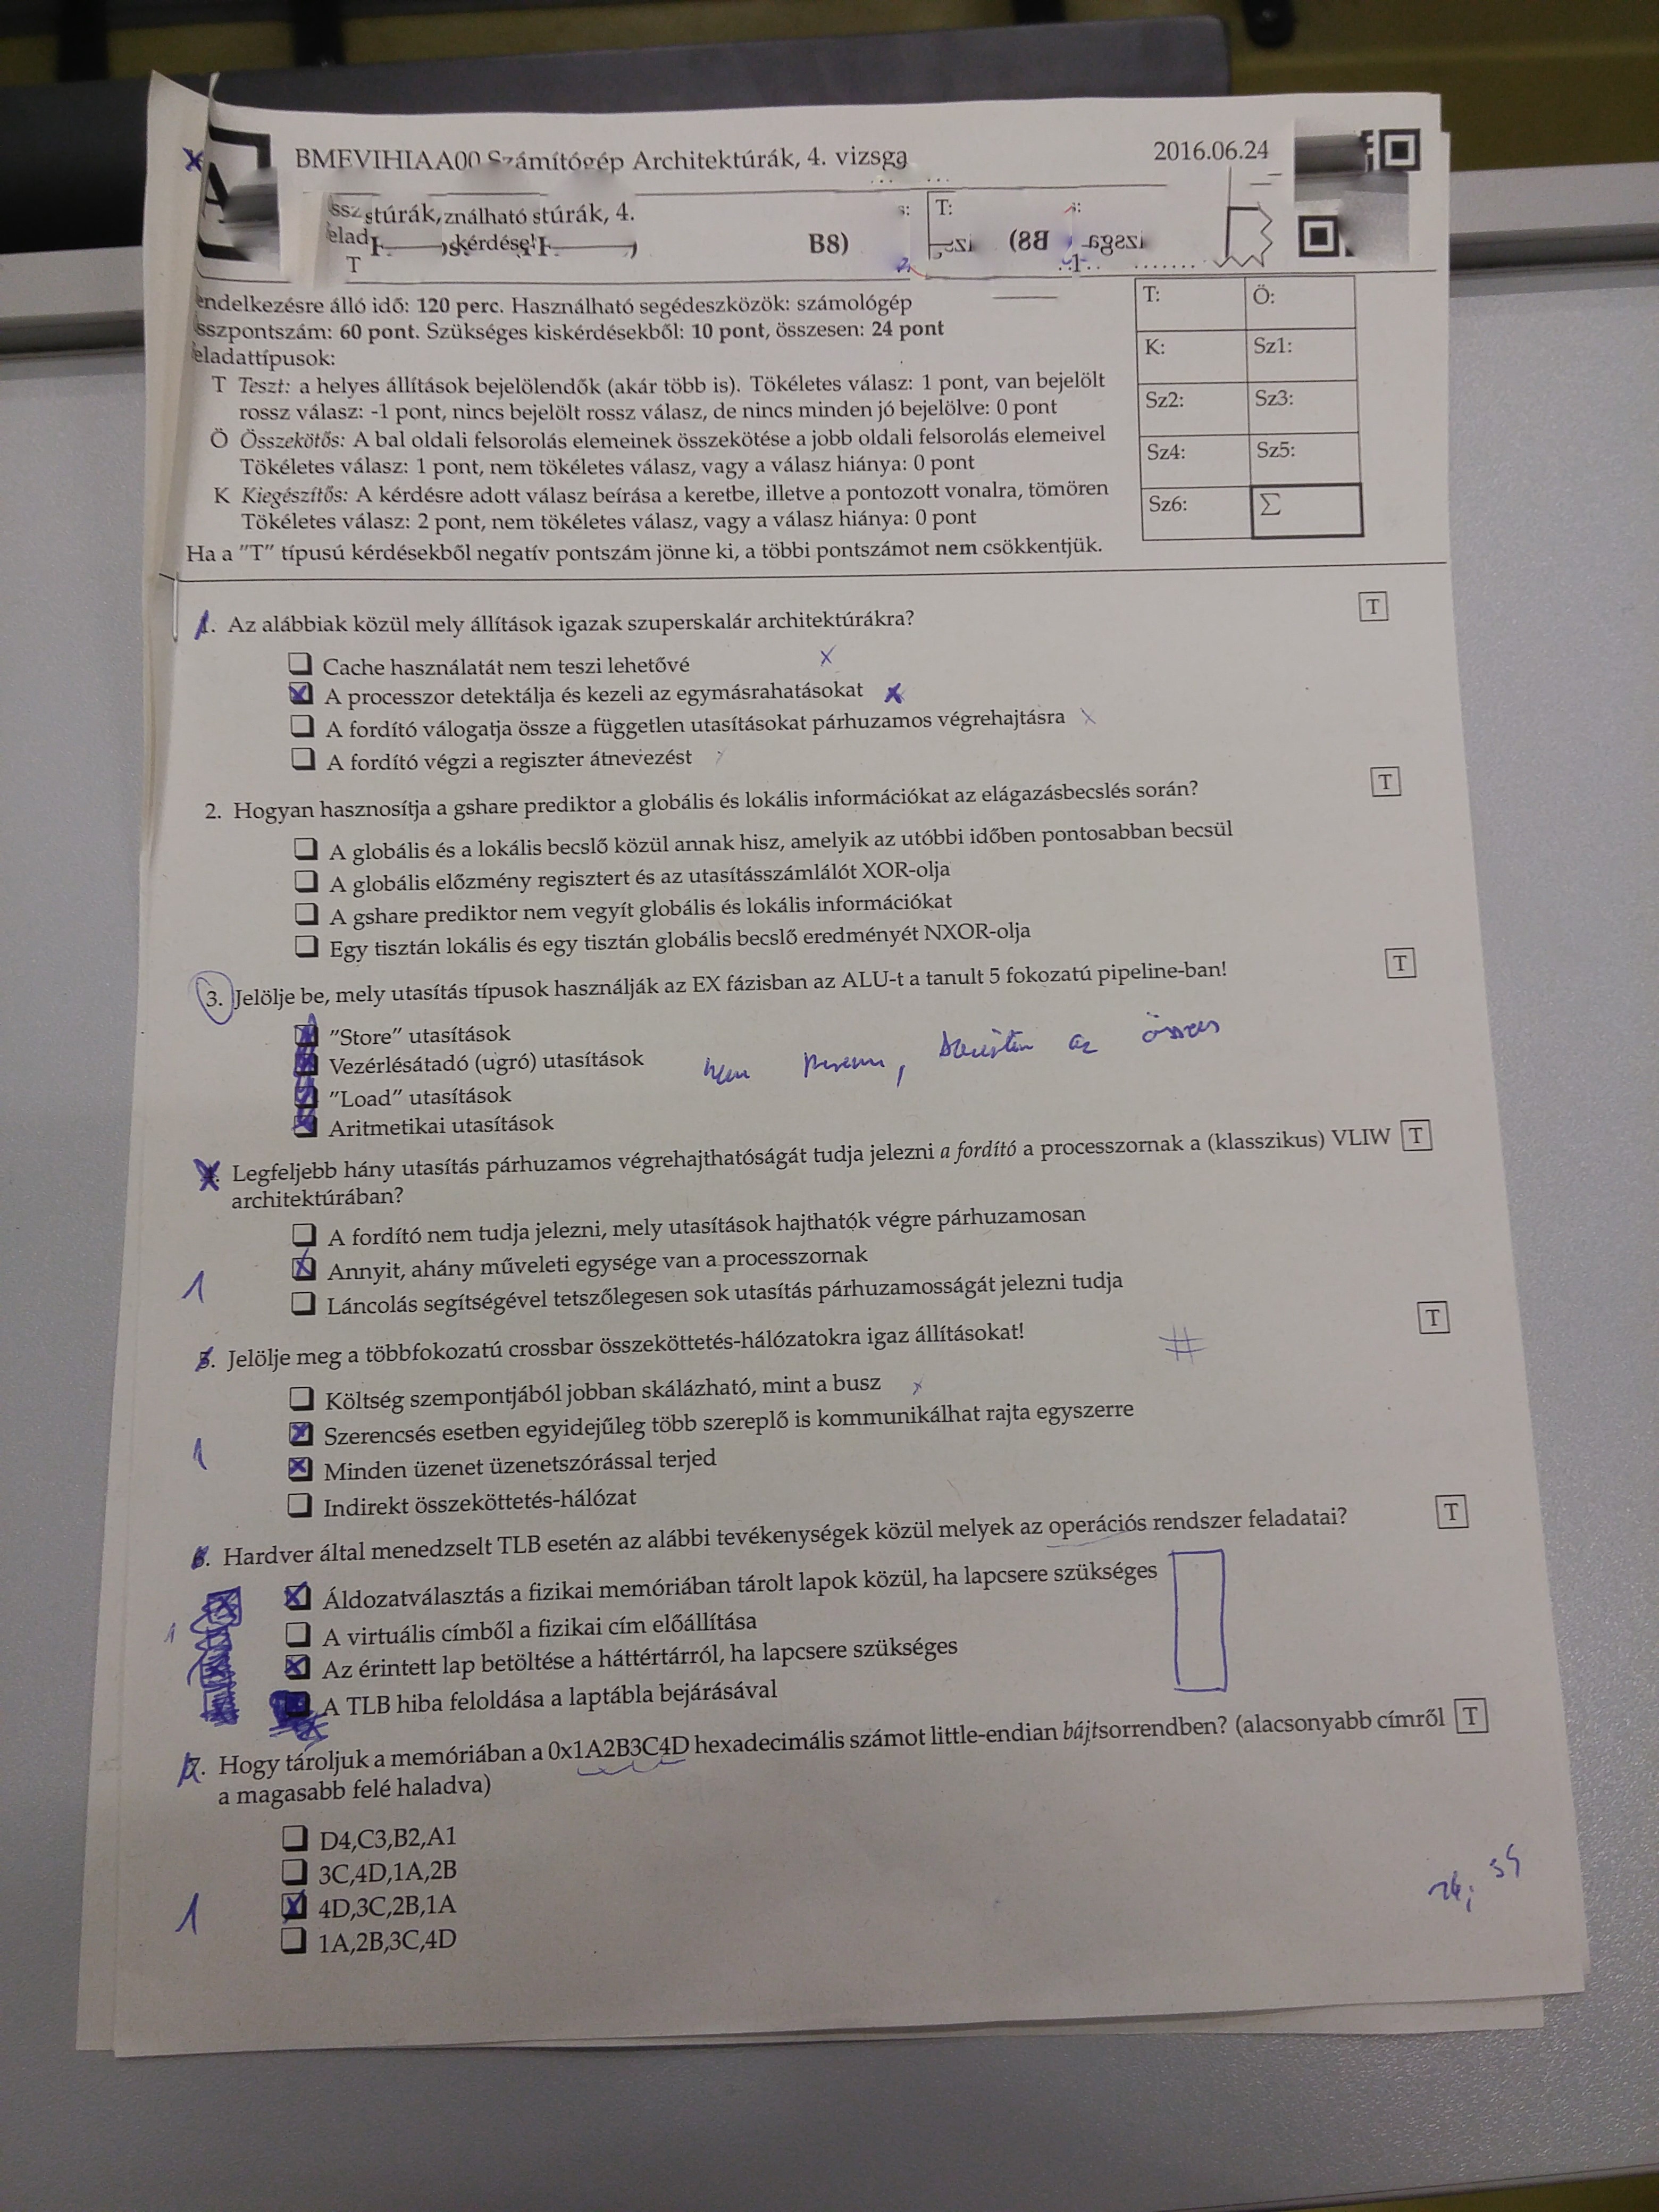 BMEVIHIAA00 Számítógép Architektúrák, 4. vizsga
2016.06.24
stúrák, ználható stúrák, 4.
T:
elad
skérdése!
B8)
T
endelkezésre álló idő: 120 perc. Használható segédeszközök: számológép
sszpontszám: 60 pont. Szükséges kiskérdésekből: 10 pont, összesen: 24 pont
eladattípusok:
T Teszt: a helyes állítások bejelölendők (akár több is). Tökéletes válasz: 1 pont, van bejelölt
rossz válasz: -1 pont, nincs bejelölt rossz válasz, de nincs minden jó bejelölve: 0 pont
Ö Összekötős: A bal oldali felsorolás elemeinek összekötése a jobb oldali felsorolás elemeivel
Tökéletes válasz: 1 pont, nem tökéletes válasz, vagy a válasz hiánya: 0 pont
K Kiegészítős: A kérdésre adott válasz beírása a keretbe, illetve a pontozott vonalra, tömören
Tökéletes válasz: 2 pont, nem tökéletes válasz, vagy a válasz hiánya: 0 pont
Ha a "T" típusú kérdésekből negatív pontszám jönne ki, a többi pontszámot nem csökkentjük.
T: Ö:
K: Sz1:
Sz2: Sz3:
Sz4: Sz5:
Sz6: Σ
1. Az alábbiak közül mely állítások igazak szuperskalár architektúrákra? T
Cache használatát nem teszi lehetővé
A processzor detektálja és kezeli az egymásrahatásokat
A fordító válogatja össze a független utasításokat párhuzamos végrehajtásra
A fordító végzi a regiszter átnevezést
2. Hogyan hasznosítja a gshare prediktor a globális és lokális információkat az elágazásbecslés során? T
A globális és a lokális becslő közül annak hisz, amelyik az utóbbi időben pontosabban becsül
A globális előzmény regisztert és az utasításszámlálót XOR-olja
A gshare prediktor nem vegyít globális és lokális információkat
Egy tisztán lokális és egy tisztán globális becslő eredményét NXOR-olja
3. Jelölje be, mely utasítás típusok használják az EX fázisban az ALU-t a tanult 5 fokozatú pipeline-ban! T
"Store" utasítások
Vezérlésátadó (ugró) utasítások
"Load" utasítások
Aritmetikai utasítások
az összes
4. Legfeljebb hány utasítás párhuzamos végrehajthatóságát tudja jelezni a fordító a processzornak a (klasszikus) VLIW T
architektúrában?
A fordító nem tudja jelezni, mely utasítások hajthatók végre párhuzamosan
Annyit, ahány műveleti egysége van a processzornak
1
Láncolás segítségével tetszőlegesen sok utasítás párhuzamosságát jelezni tudja
5. Jelölje meg a többfokozatú crossbar összeköttetés-hálózatokra igaz állításokat! # T
Költség szempontjából jobban skálázható, mint a busz
Szerencsés esetben egyidejűleg több szereplő is kommunikálhat rajta egyszerre
1
Minden üzenet üzenetszórással terjed
Indirekt összeköttetés-hálózat
6. Hardver által menedzselt TLB esetén az alábbi tevékenységek közül melyek az operációs rendszer feladatai? T
Áldozatválasztás a fizikai memóriában tárolt lapok közül, ha lapcsere szükséges
1
A virtuális címből a fizikai cím előállítása
Az érintett lap betöltése a háttértárról, ha lapcsere szükséges
A TLB hiba feloldása a laptábla bejárásával
7. Hogy tároljuk a memóriában a 0x1A2B3C4D hexadecimális számot little-endian bájtsorrendben? (alacsonyabb címről T
a magasabb felé haladva)
D4,C3,B2,A1
3C,4D,1A,2B
1
4D,3C,2B,1A
1A,2B,3C,4D